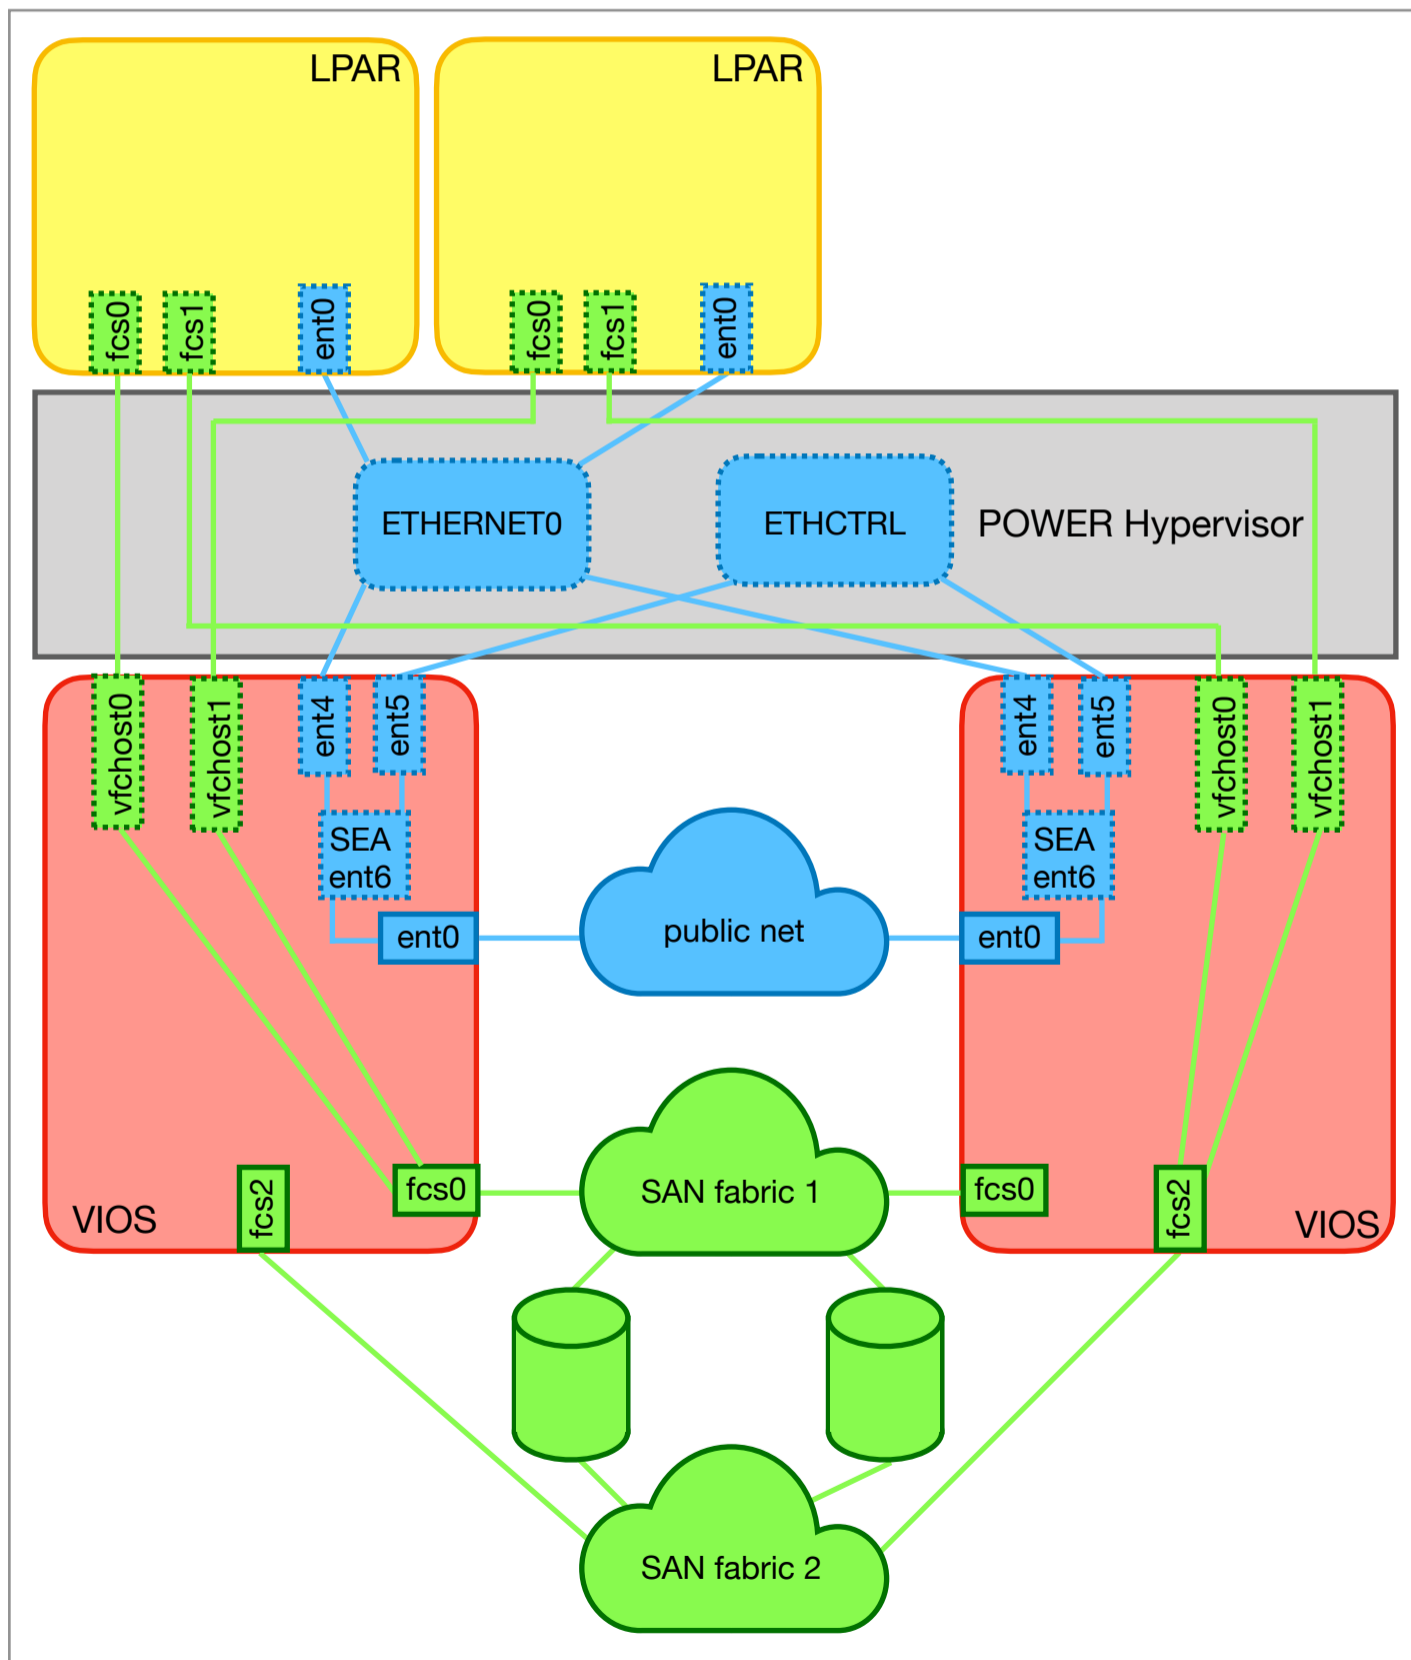 LPAR
LPAR
fcs0
fcs1
ent0
fcs0
fcs1
ent0
ETHERNET0
ETHCTRL
POWER Hypervisor
vfchost0
vfchost1
ent4
ent5
ent4
ent5
vfchost0
vfchost1
SEA
ent6
SEA
ent6
ent0
public net
ent0
fcs2
fcs0
SAN fabric 1
fcs0
fcs2
VIOS
VIOS
SAN fabric 2